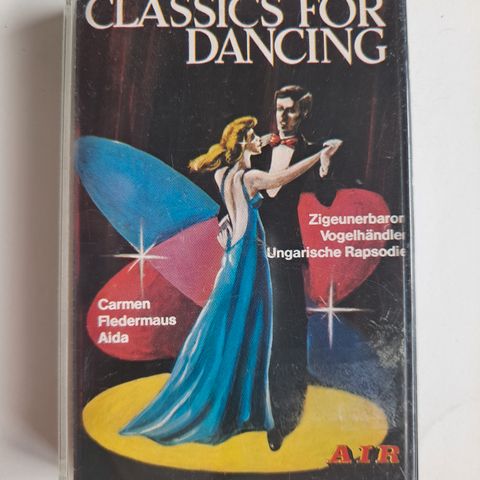 CLASSICS FOR
DANCING
Zigeunerbaron
Vogelhändler
Ungarische Rapsodie
Carmen
Fledermaus
Aida
AIR